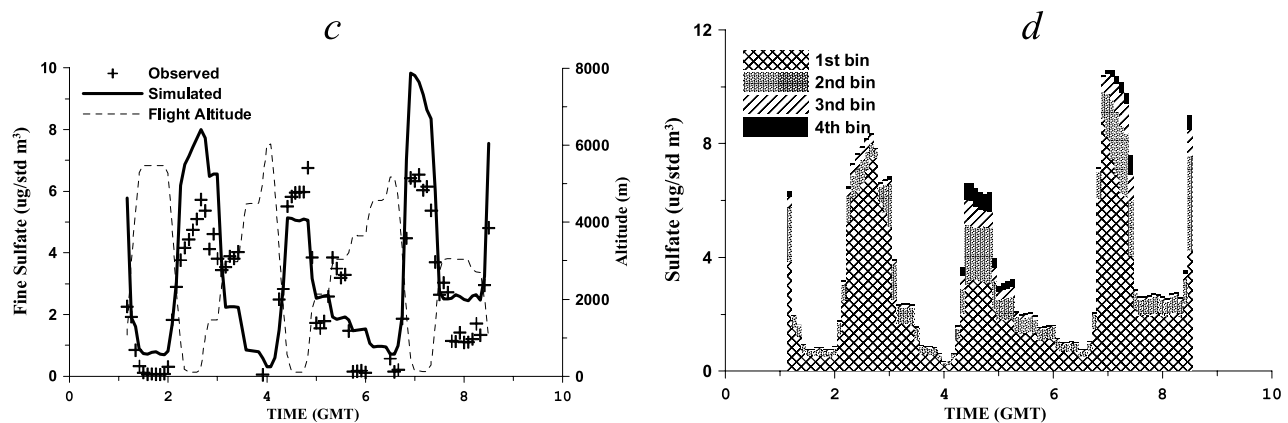 c
Observed
Simulated
Flight Altitude
Fine Sulfate (ug/std m³)
10
8
6
4
2
0
8000
6000
4000
2000
0
Altitude (m)
0 2 4 6 8 10
TIME (GMT)
d
1st bin
2nd bin
3nd bin
4th bin
Sulfate (ug/std m³)
12
8
4
0
0 2 4 6 8 10
TIME (GMT)